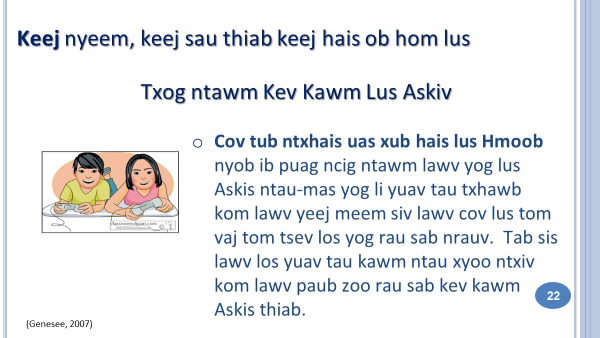 Keej nyeem, keej sau thiab keej hais ob hom lus
Txog ntawm Kev Kawm Lus Askiv
o Cov tub ntxhais uas xub hais lus Hmoob
nyob ib puag ncig ntawm lawv yog lus
Askis ntau-mas yog li yuav tau txhawb
kom lawv yeej meem siv lawv cov lus tom
vaj tom tsev los yog rau sab nrauv. Tab sis
lawv los yuav tau kawm ntau xyoo ntxiv
kom lawv paub zoo rau sab kev kawm
Askis thiab.
22
(Genesee, 2007)